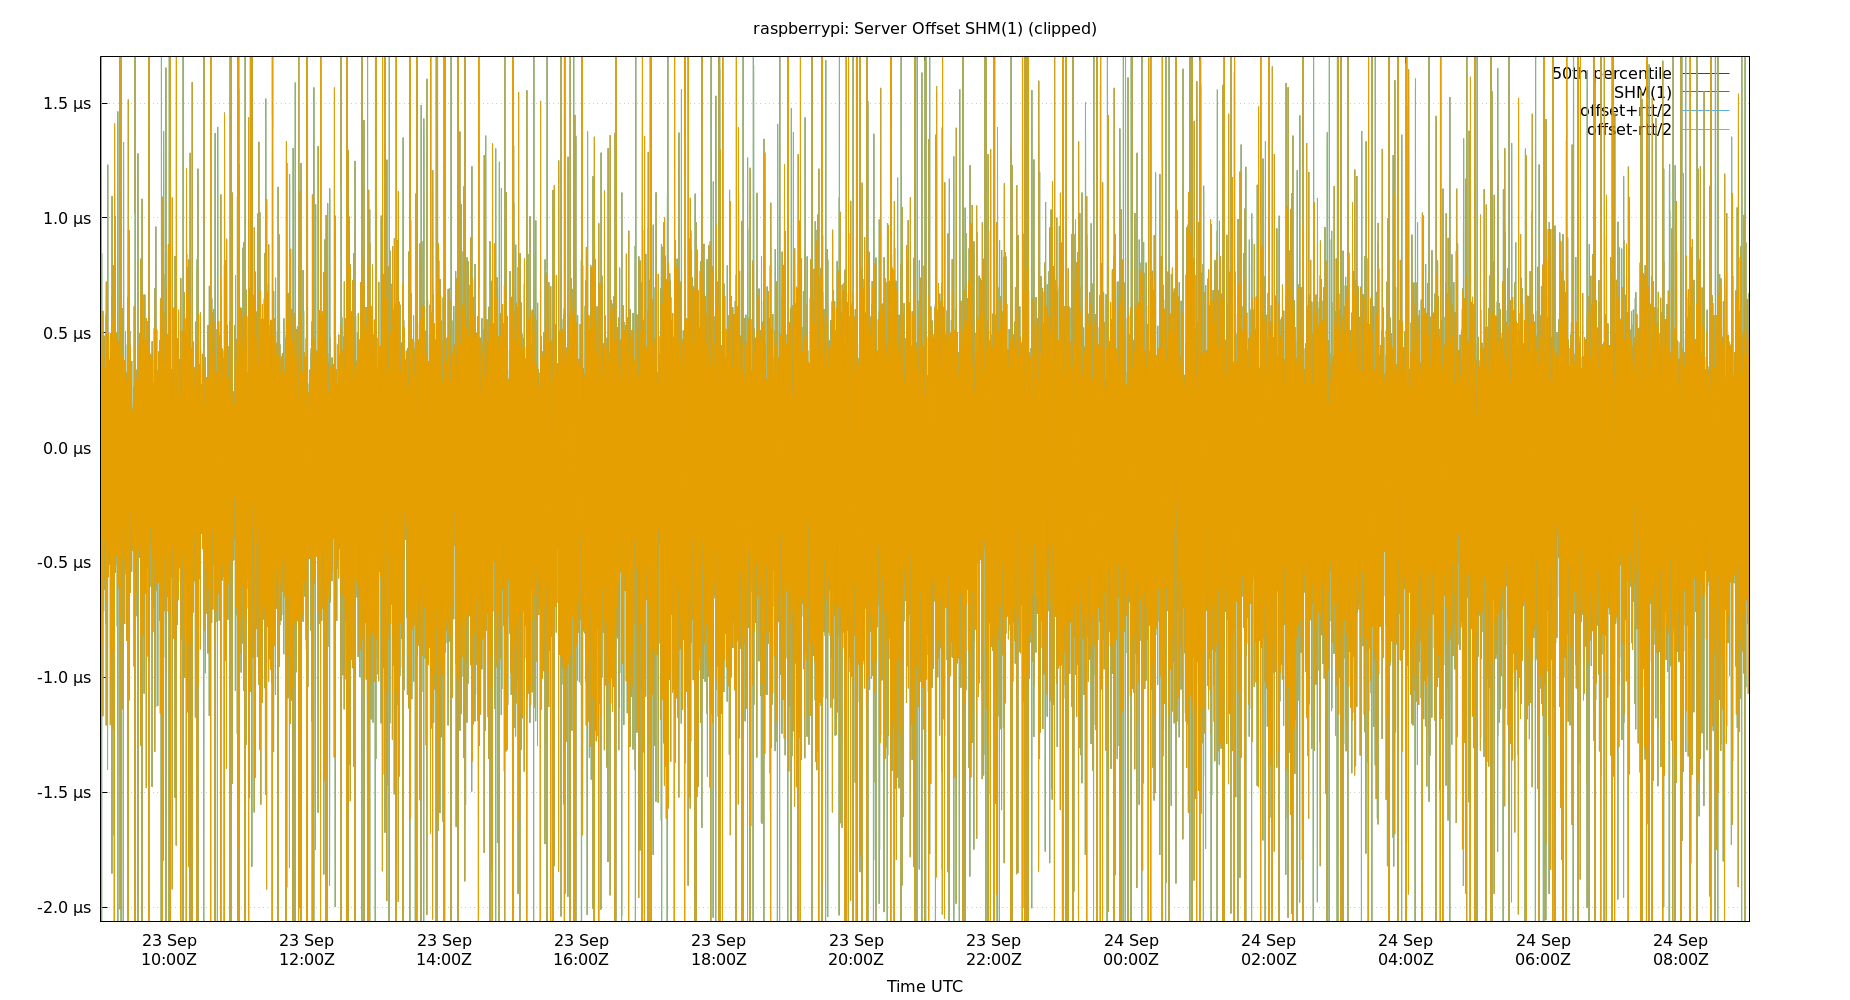 raspberrypi: Server Offset SHM(1) (clipped)
50th percentile
SHM(1)
offset+rtt/2
offset-rtt/2
1.5 µs
1.0 µs
0.5 µs
0.0 µs
-0.5 µs
-1.0 µs
-1.5 µs
-2.0 µs
23 Sep 23 Sep 23 Sep 23 Sep 23 Sep 23 Sep 23 Sep 24 Sep 24 Sep 24 Sep 24 Sep 24 Sep
10:00Z 12:00Z 14:00Z 16:00Z 18:00Z 20:00Z 22:00Z 00:00Z 02:00Z 04:00Z 06:00Z 08:00Z
Time UTC